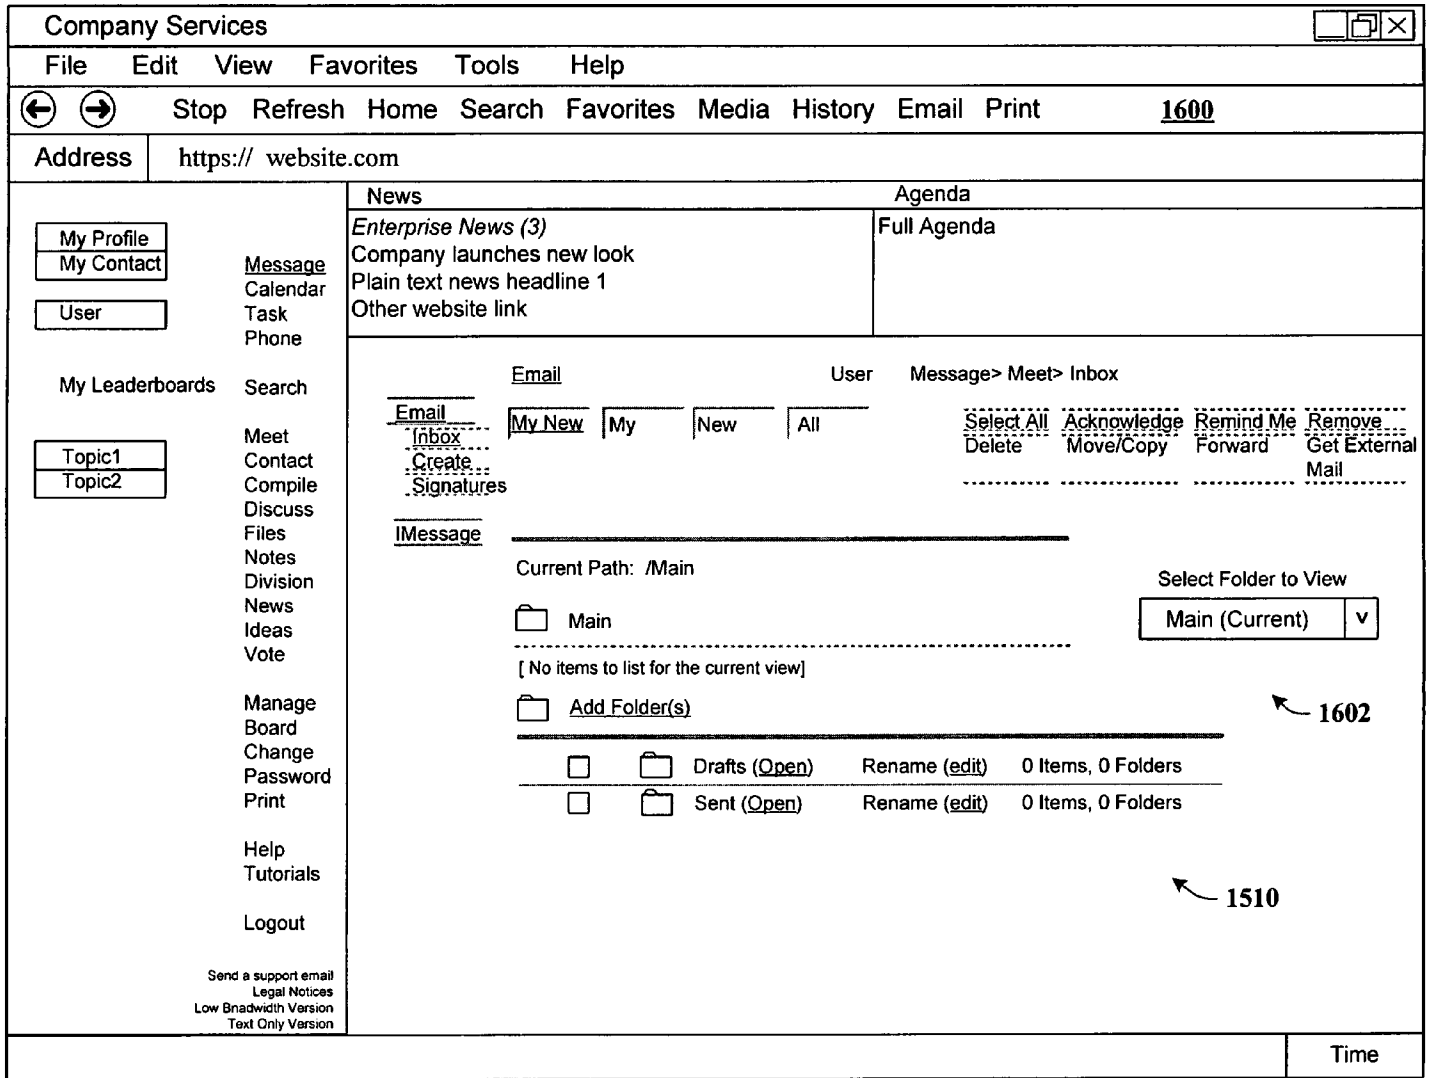 Company Services
File Edit View Favorites Tools Help
Stop Refresh Home Search Favorites Media History Email Print 1600
Address https:// website.com
My Profile
My Contact
User
My Leaderboards
Topic1
Topic2
Message
Calendar
Task
Phone
Search
Meet
Contact
Compile
Discuss
Files
Notes
Division
News
Ideas
Vote
Manage
Board
Change
Password
Print
Help
Tutorials
Logout
Send a support email
Legal Notices
Low Bnadwidth Version
Text Only Version
News Agenda
Enterprise News (3)
Company launches new look
Plain text news headline 1
Other website link
Full Agenda
Email User Message> Meet> Inbox
Email
Inbox
Create
Signatures
IMessage
My New My New All
Select All Acknowledge Remind Me Remove
Delete Move/Copy Forward Get External
Mail
Current Path: /Main
Select Folder to View
Main
Main (Current) v
[ No items to list for the current view]
Add Folder(s)
1602
Drafts (Open) Rename (edit) 0 Items, 0 Folders
Sent (Open) Rename (edit) 0 Items, 0 Folders
1510
Time